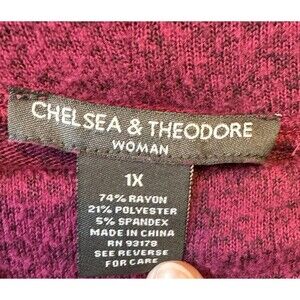 CHELSEA & THEODORE
WOMAN
1X
74% RAYON
21% POLYESTER
5% SPANDEX
MADE IN CHINA
RN 93178
SEE REVERSE
FOR CARE